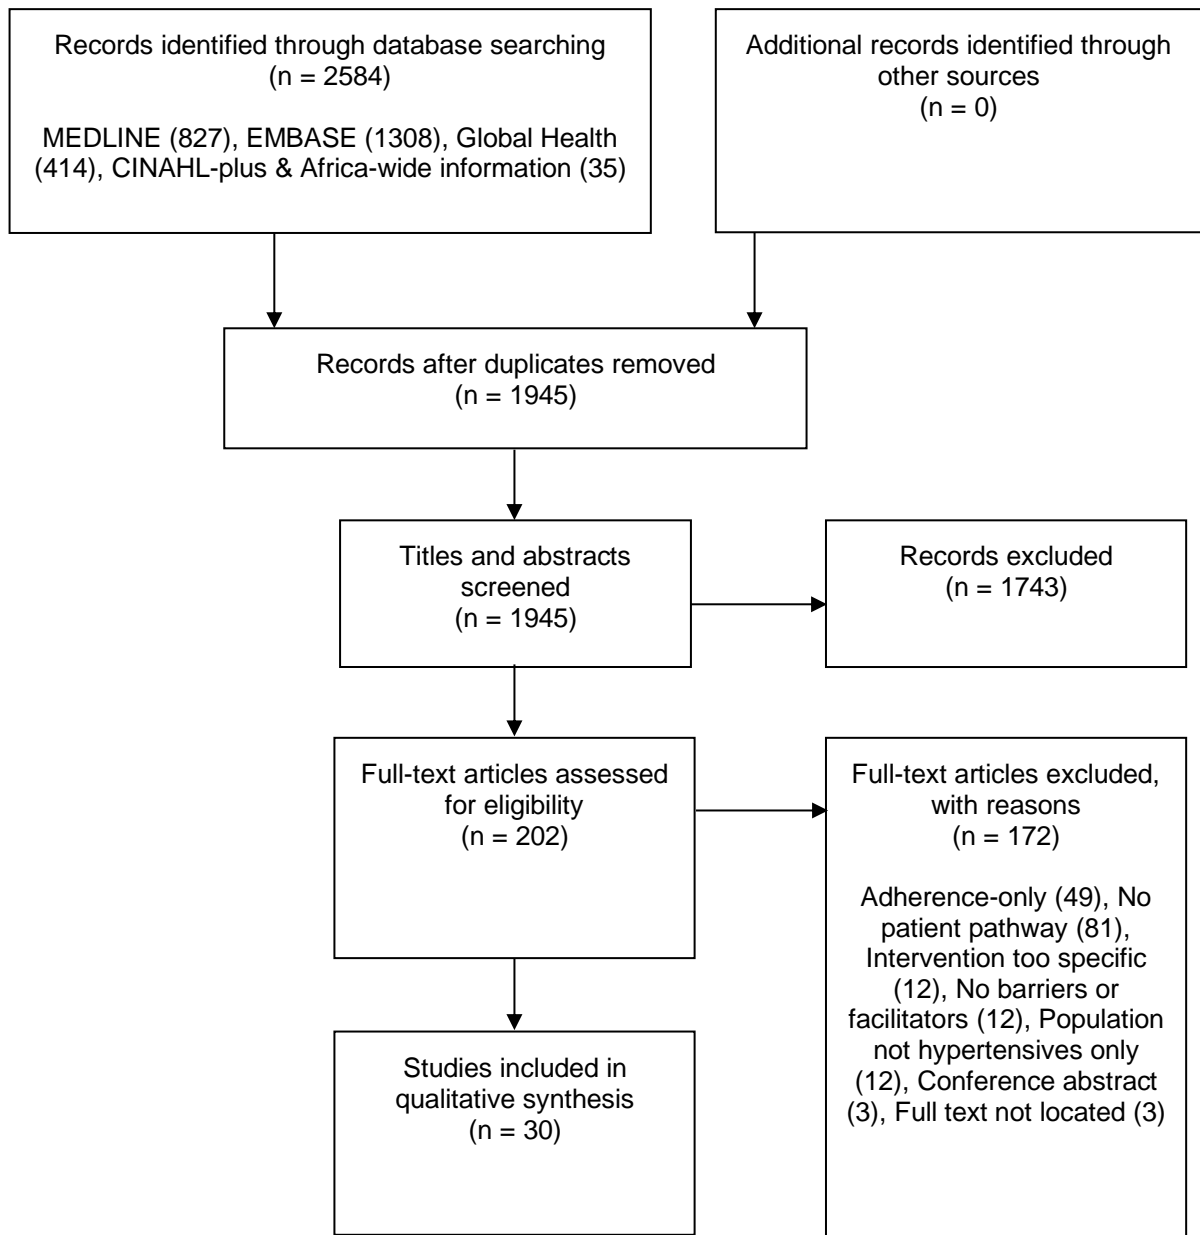 Records identified through database searching
(n = 2584)
MEDLINE (827), EMBASE (1308), Global Health
(414), CINAHL-plus & Africa-wide information (35)
Additional records identified through
other sources
(n = 0)
Records after duplicates removed
(n = 1945)
Titles and abstracts
screened
(n = 1945)
Records excluded
(n = 1743)
Full-text articles assessed
for eligibility
(n = 202)
Full-text articles excluded,
with reasons
(n = 172)
Adherence-only (49), No
patient pathway (81),
Intervention too specific
(12), No barriers or
facilitators (12), Population
not hypertensives only
(12), Conference abstract
(3), Full text not located (3)
Studies included in
qualitative synthesis
(n = 30)